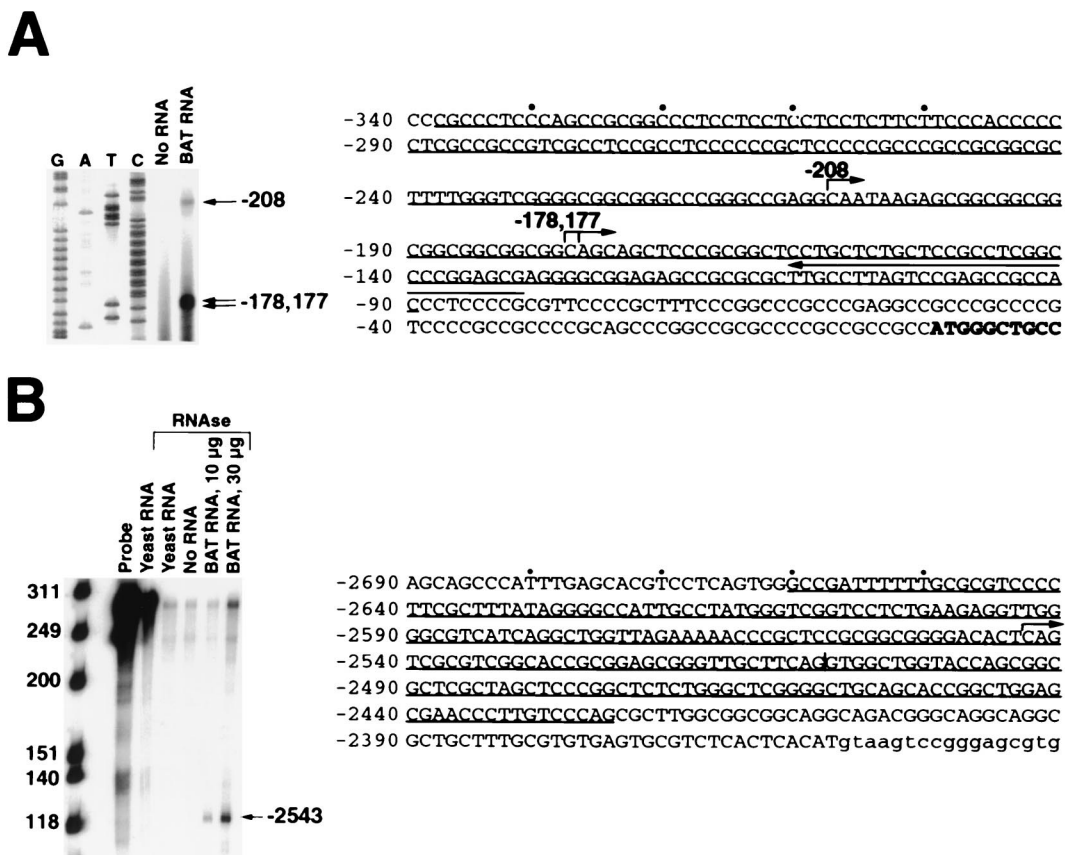 A
G A T C No RNA BAT RNA
-208
-178,177
-340 CCCGCCCTCCCAGCCGCGGCCCTCCTCCTCCTCCTCTTCTTTCCCACCCCC
-290 CTCGCCGCCGTCGCCTCCGCCTCCCCCCGCTCCCCCGCCCGCCGCGGCGC
-208
-240 TTTTGGGTCGGGGCGGCGGCGGGCCCGGGCCGAGGCAATAAGAGCGGCGGCGG
-178,177
-190 CGGCGGCGGCGGCAGCAGCTCCCGCGGCTCCTGCTCTGCTCCGCCTCGGC
-140 CCCGGAGCGAGGGGCGGAGAGCCGCGCGCTTGCCTTAGTCCGAGCCGCCA
-90 CCCTCCCCGCGTTCCCCGCTTTCCCGGCCCGCCCGAGGCCGCCCGCCCCG
-40 TCCCCGCCGCCCCGCAGCCCGGCCGCGCCCCGCCGCCGCCATGGGCTGCC
B
RNAse
Probe Yeast RNA Yeast RNA No RNA BAT RNA, 10 µg BAT RNA, 30 µg
311
249
200
151
140
118
-2543
-2690 AGCAGCCCATTTGAGCACGTCCTCAGTGGGCCGATTTTTTGCGCGTCCCC
-2640 TTCGCTTTATAGGGGCCATTGCCTATGGGTCGGTCCTCTGAAGAGGTTGG
-2590 GGCGTCATCAGGCTGGTTAGAAAAACCCGCTCCGCGGCGGGGACACTCAG
-2540 TCGCGTCGGCACCGCGGAGCGGGTTGCTTCAGGTGGCTGGTACCAGCGGC
-2490 GCTCGCTAGCTCCCGGCTCTCTGGGCTCGGGGCTGCAGCACCGGCTGGAG
-2440 CGAACCCTTGTCCCAGCGCTTGGCGGCGGCAGGCAGACGGGCAGGCAGGC
-2390 GCTGCTTTGCGTGTGAGTGCGTCTCACTCACATgtaagtccgggagcgtg